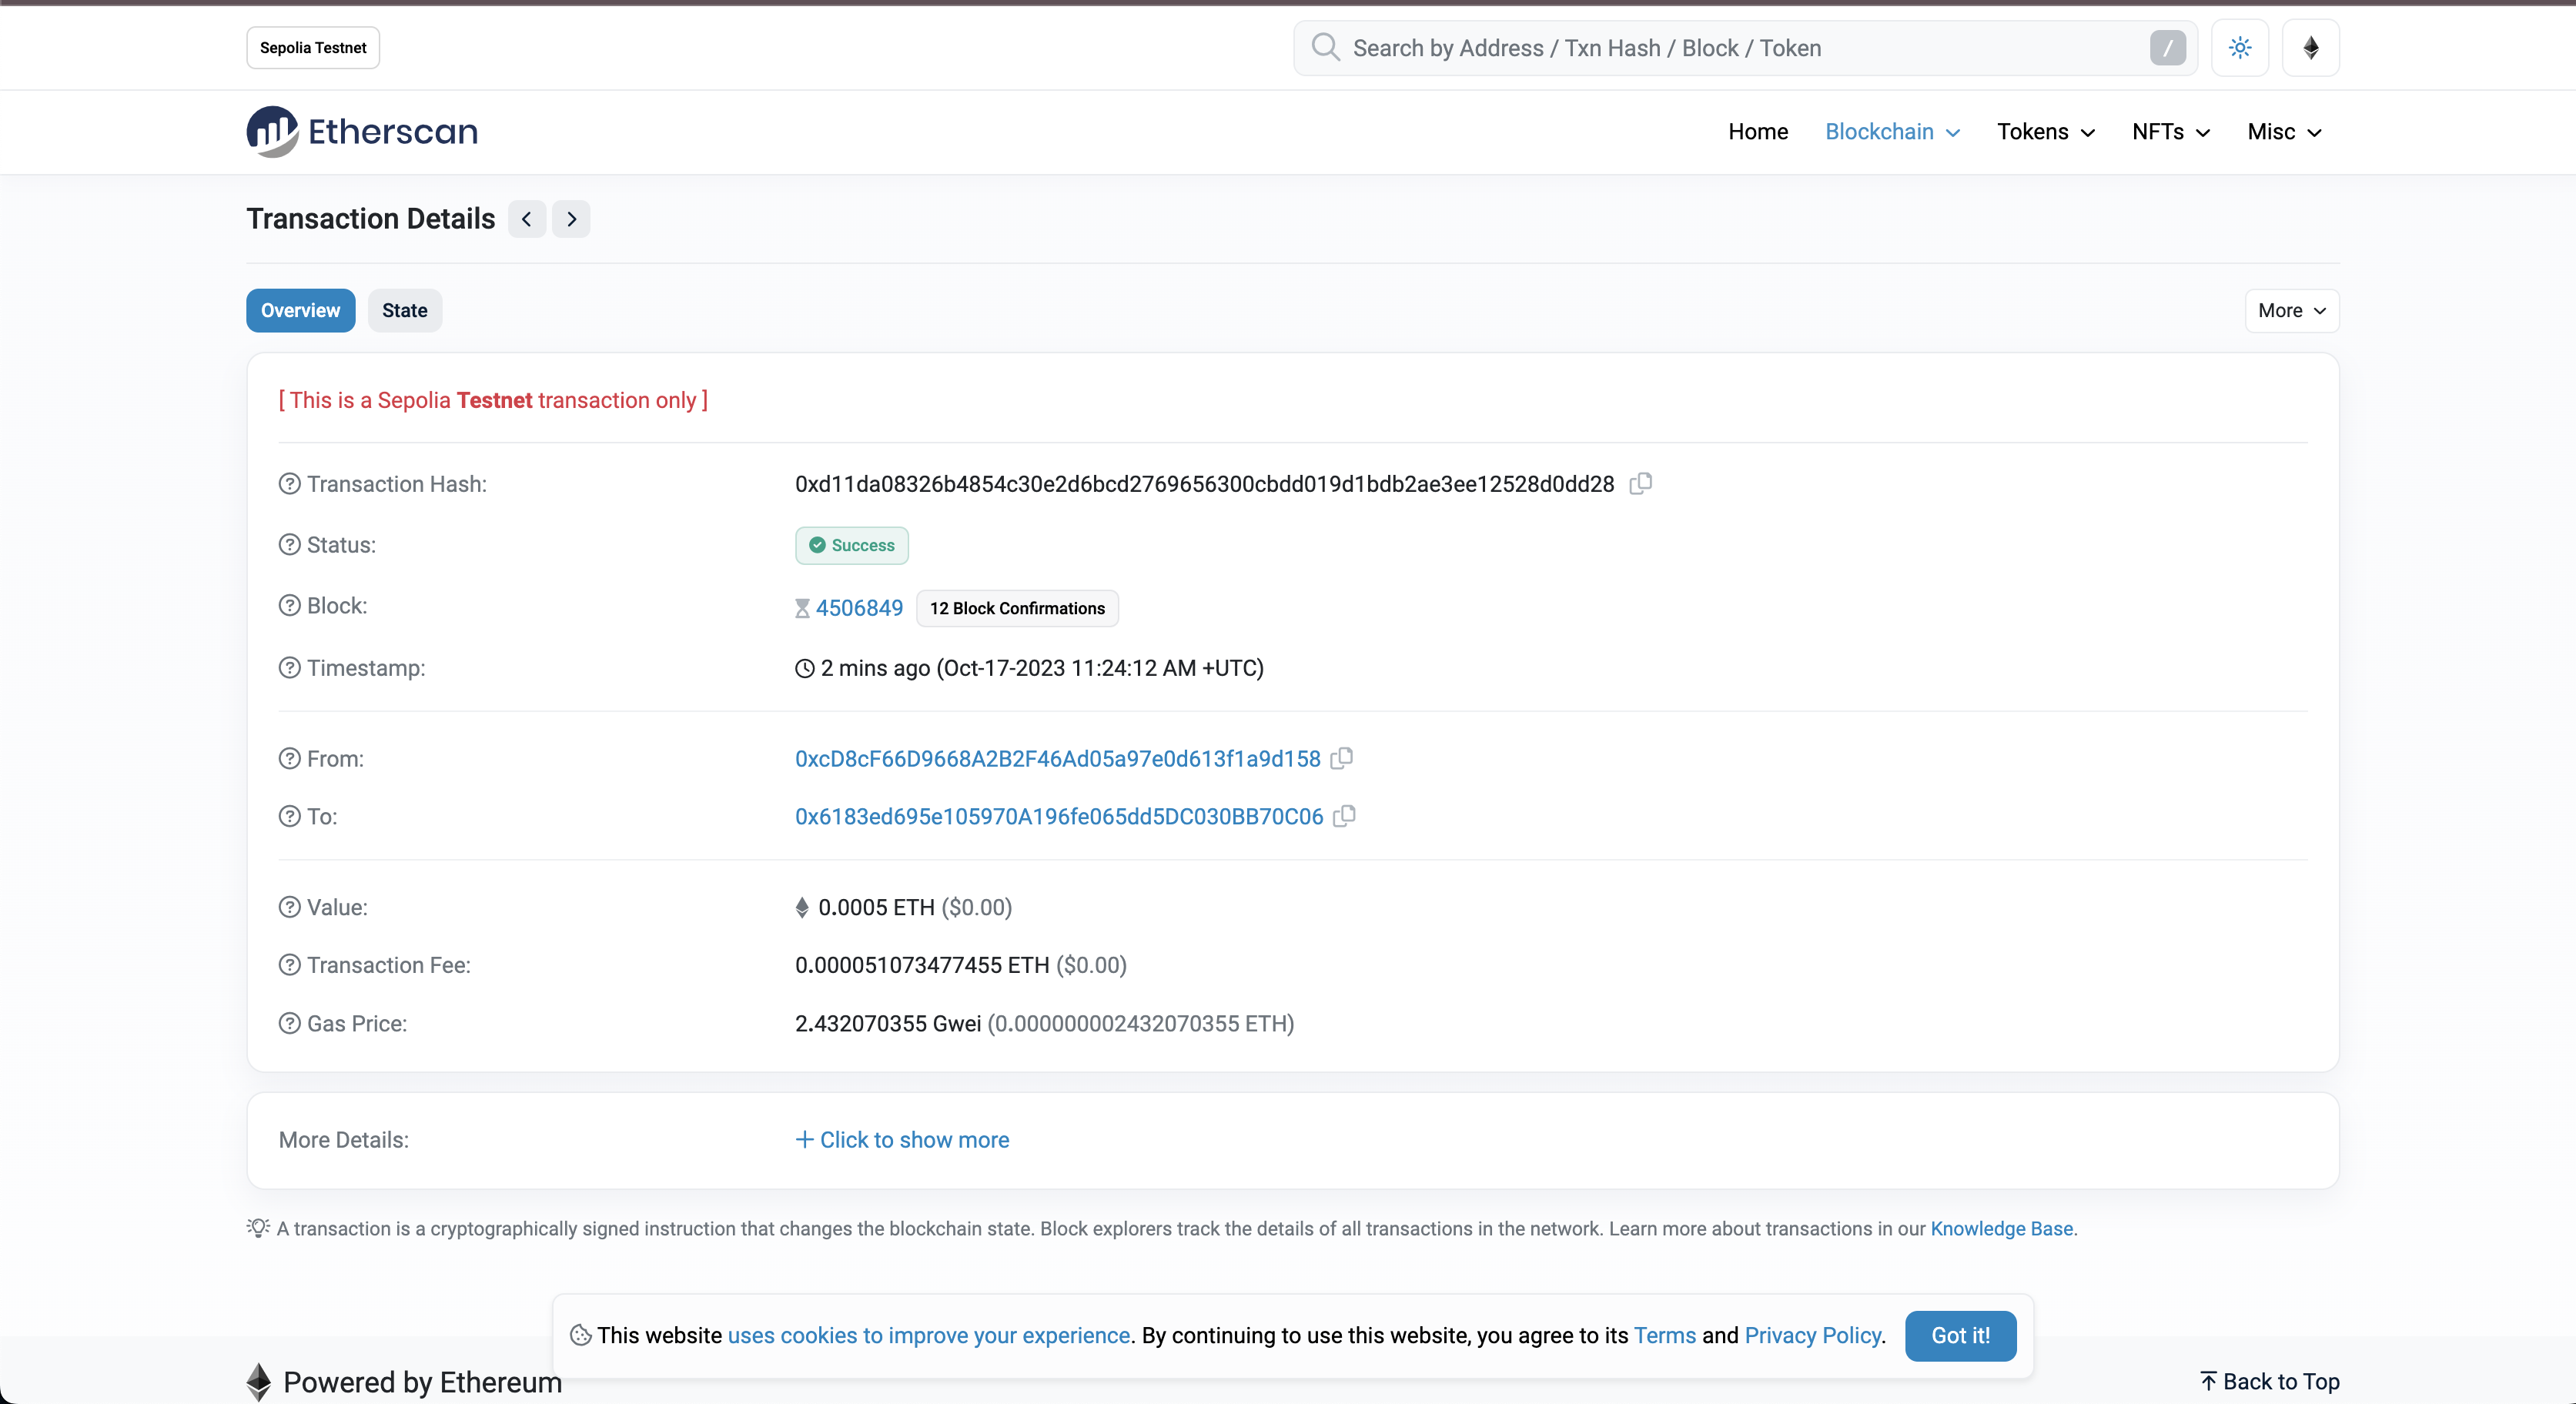 Sepolia Testnet
Search by Address / Txn Hash / Block / Token /
Etherscan
Home Blockchain Tokens NFTs Misc
Transaction Details
Overview State More
[ This is a Sepolia Testnet transaction only ]
Transaction Hash: 0xd11da08326b4854c30e2d6bcd2769656300cbdd019d1bdb2ae3ee12528d0dd28
Status: Success
Block: 4506849 12 Block Confirmations
Timestamp: 2 mins ago (Oct-17-2023 11:24:12 AM +UTC)
From: 0xcD8cF66D9668A2B2F46Ad05a97e0d613f1a9d158
To: 0x6183ed695e105970A196fe065dd5DC030BB70C06
Value: 0.0005 ETH ($0.00)
Transaction Fee: 0.000051073477455 ETH ($0.00)
Gas Price: 2.432070355 Gwei (0.000000002432070355 ETH)
More Details: + Click to show more
A transaction is a cryptographically signed instruction that changes the blockchain state. Block explorers track the details of all transactions in the network. Learn more about transactions in our Knowledge Base.
This website uses cookies to improve your experience. By continuing to use this website, you agree to its Terms and Privacy Policy. Got it!
Powered by Ethereum
Back to Top